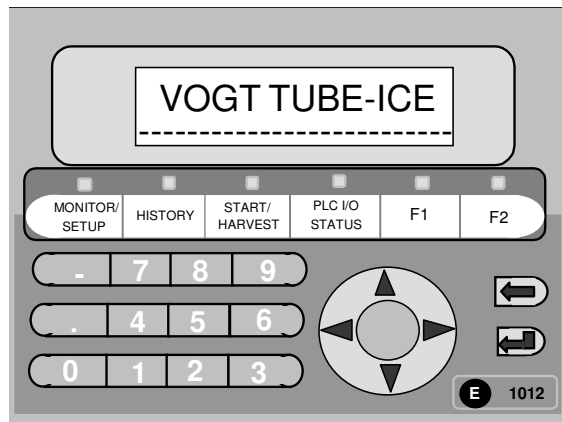 VOGT TUBE-ICE
MONITOR/
SETUP
HISTORY
START/
HARVEST
PLC I/O
STATUS
F1
F2
- 7 8 9
. 4 5 6
0 1 2 3
E 1012